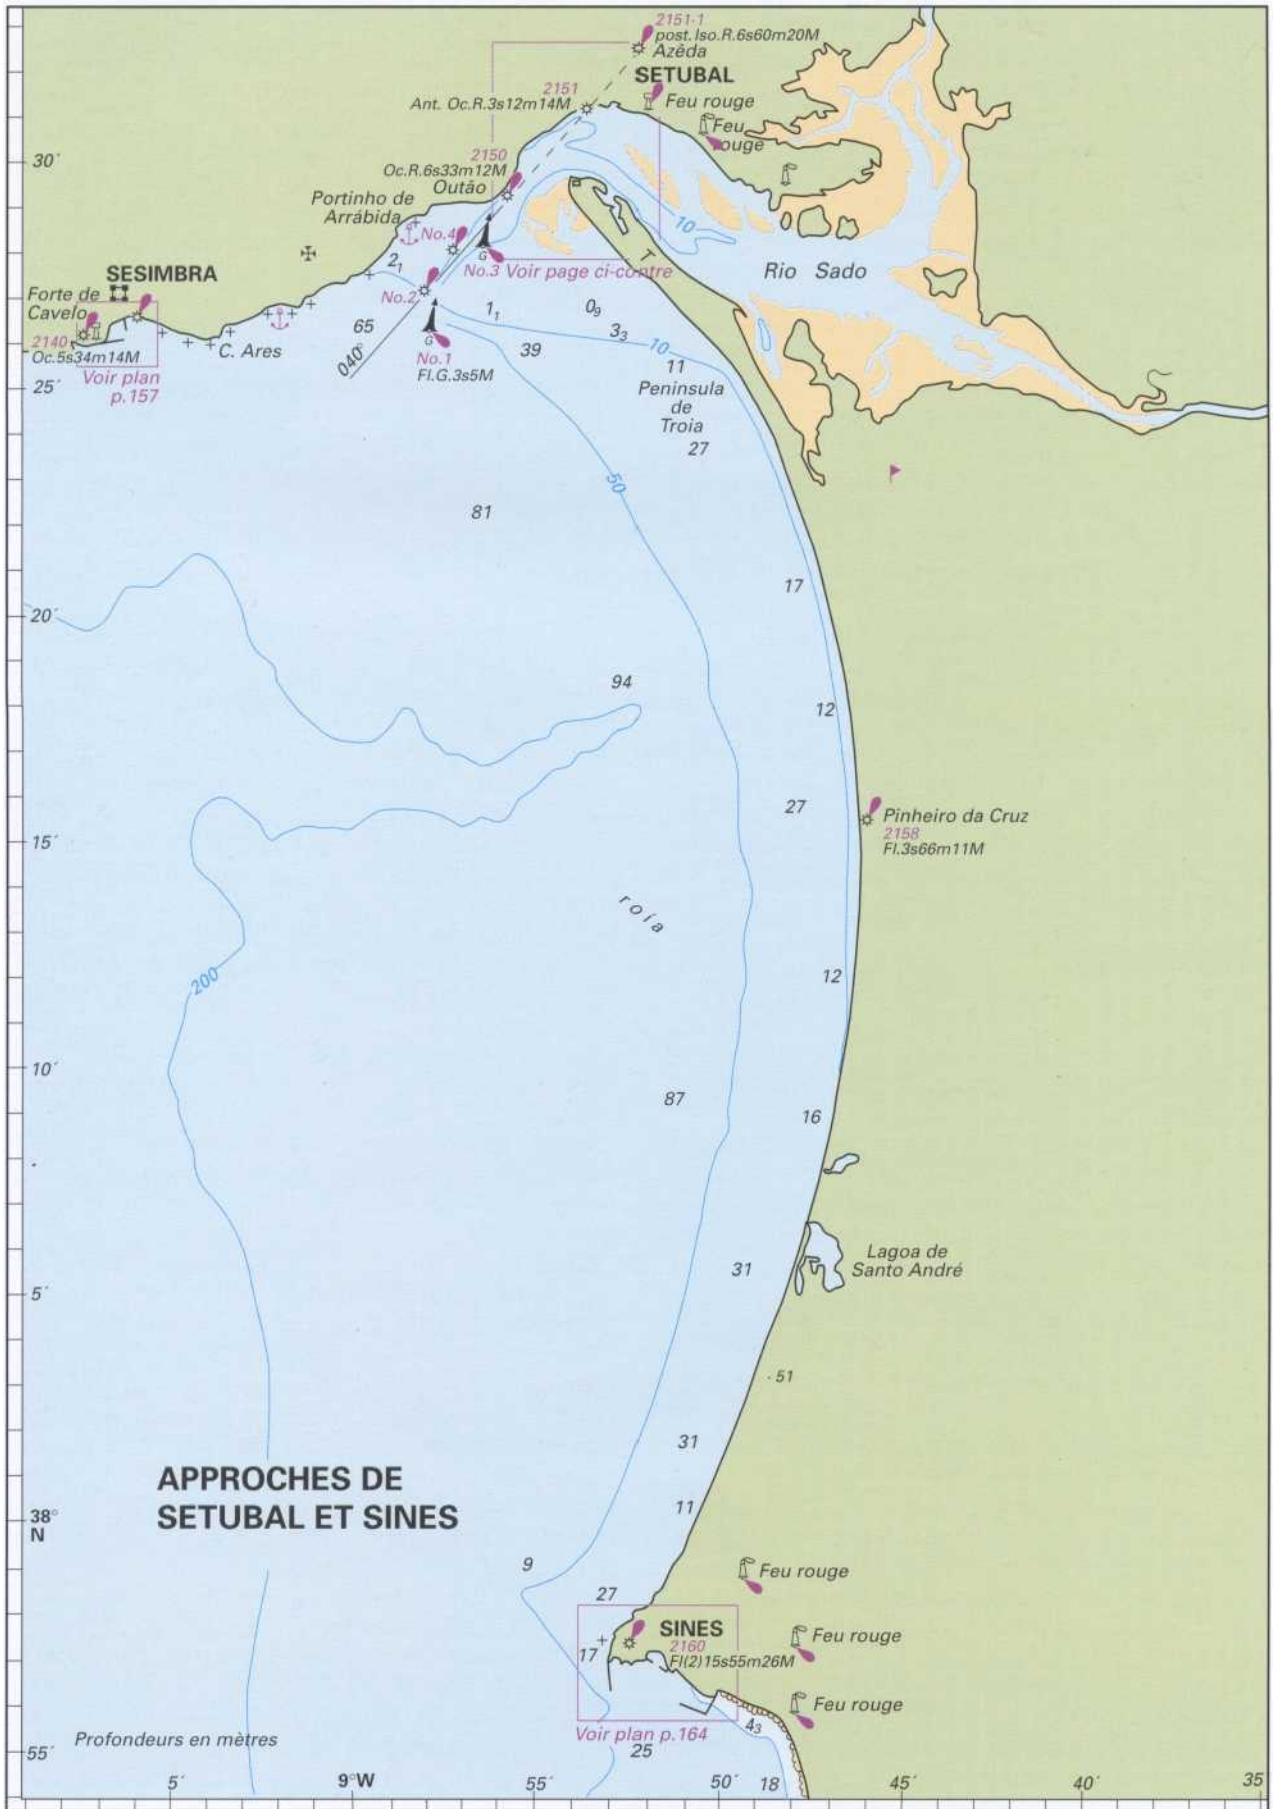 2151·1
post. Iso.R.6s60m20M
Azêda
SETUBAL
2151
Ant. Oc.R.3s12m14M
Feu rouge
Feu
rouge
30´
2150
Oc.R.6s33m12M
Outão
Portinho de
Arrábida
No.4
10
G
No.3
Voir page ci-contre
T
Rio Sado
2₁
SESIMBRA
Forte de
Cavelo
No.2
1₁
0₉
65
3₃
10
2140
Oc.5s34m14M
C. Ares
040°
G
No.1
Fl.G.3s5M
39
11
Voir plan
p.157
25´
Peninsula
de
Troia
27
50
81
17
20´
94
12
27
Pinheiro da Cruz
2158
Fl.3s66m11M
15´
roía
200
12
10´
87
16
Lagoa de
Santo André
31
5´
· 51
31
APPROCHES DE
SETUBAL ET SINES
11
38°
N
9
Feu rouge
27
SINES
2160
Fl(2)15s55m26M
17
Feu rouge
Feu rouge
Voir plan p.164
4₃
Profondeurs en mètres
25
55´
5´
9°W
55´
50´
18
45´
40´
35